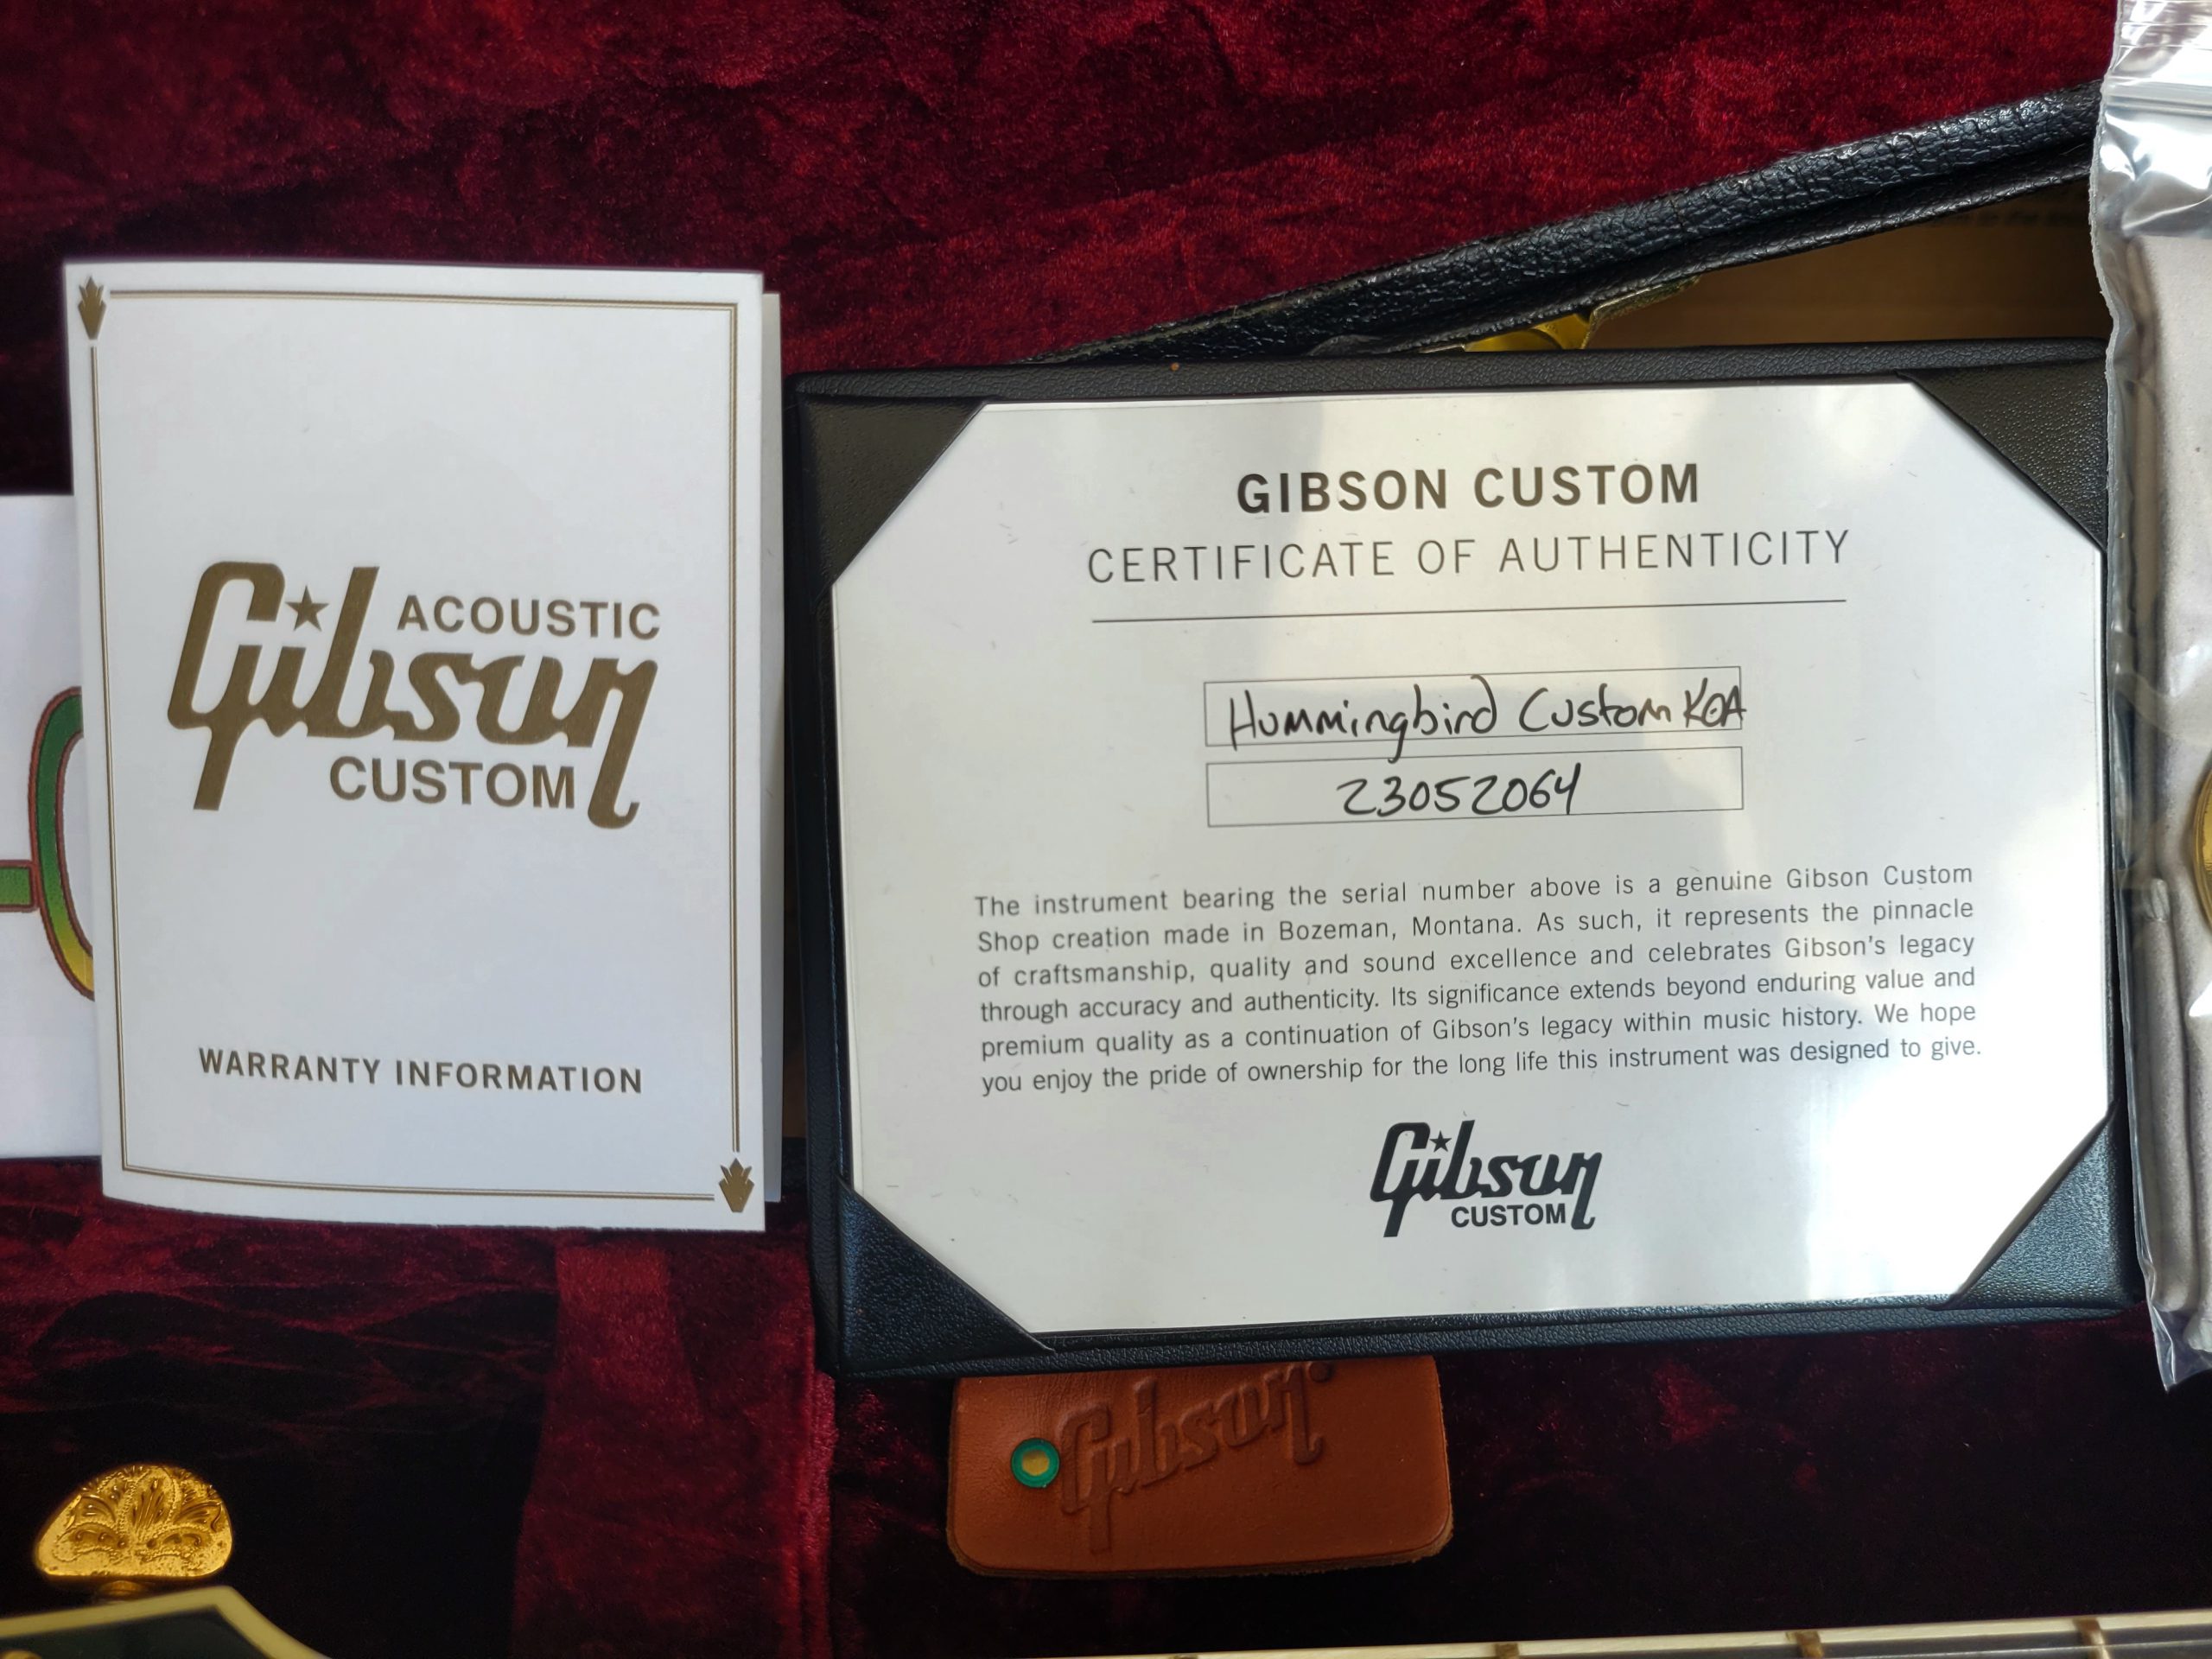 ACOUSTIC
Gibson
CUSTOM
WARRANTY INFORMATION
GIBSON CUSTOM
CERTIFICATE OF AUTHENTICITY
Hummingbird Custom KOA
23052064
The instrument bearing the serial number above is a genuine Gibson Custom
Shop creation made in Bozeman, Montana. As such, it represents the pinnacle
of craftsmanship, quality and sound excellence and celebrates Gibson's legacy
through accuracy and authenticity. Its significance extends beyond enduring value and
premium quality as a continuation of Gibson's legacy within music history. We hope
you enjoy the pride of ownership for the long life this instrument was designed to give.
Gibson
CUSTOM
Gibson